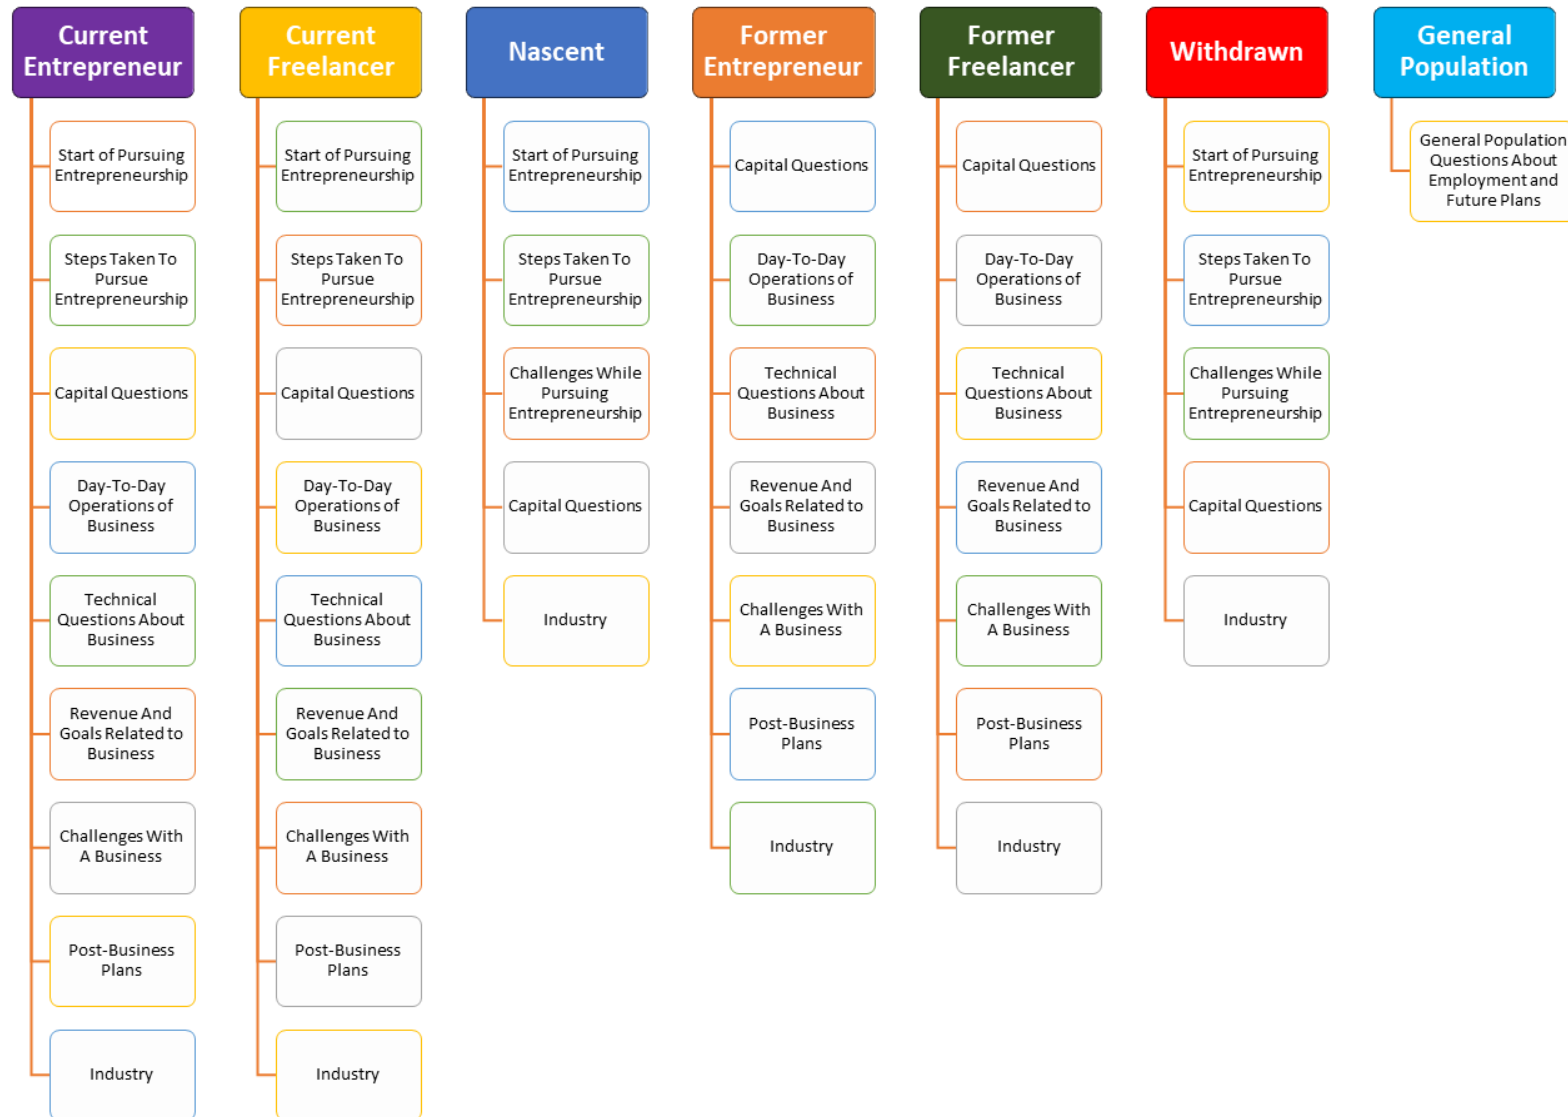 Current
Entrepreneur
Start of Pursuing
Entrepreneurship
Steps Taken To
Pursue
Entrepreneurship
Capital Questions
Day-To-Day
Operations of
Business
Technical
Questions About
Business
Revenue And
Goals Related to
Business
Challenges With
A Business
Post-Business
Plans
Industry
Current
Freelancer
Start of Pursuing
Entrepreneurship
Steps Taken To
Pursue
Entrepreneurship
Capital Questions
Day-To-Day
Operations of
Business
Technical
Questions About
Business
Revenue And
Goals Related to
Business
Challenges With
A Business
Post-Business
Plans
Industry
Nascent
Start of Pursuing
Entrepreneurship
Steps Taken To
Pursue
Entrepreneurship
Challenges While
Pursuing
Entrepreneurship
Capital Questions
Industry
Former
Entrepreneur
Capital Questions
Day-To-Day
Operations of
Business
Technical
Questions About
Business
Revenue And
Goals Related to
Business
Challenges With
A Business
Post-Business
Plans
Industry
Former
Freelancer
Capital Questions
Day-To-Day
Operations of
Business
Technical
Questions About
Business
Revenue And
Goals Related to
Business
Challenges With
A Business
Post-Business
Plans
Industry
Withdrawn
Start of Pursuing
Entrepreneurship
Steps Taken To
Pursue
Entrepreneurship
Challenges While
Pursuing
Entrepreneurship
Capital Questions
Industry
General
Population
General Population
Questions About
Employment and
Future Plans